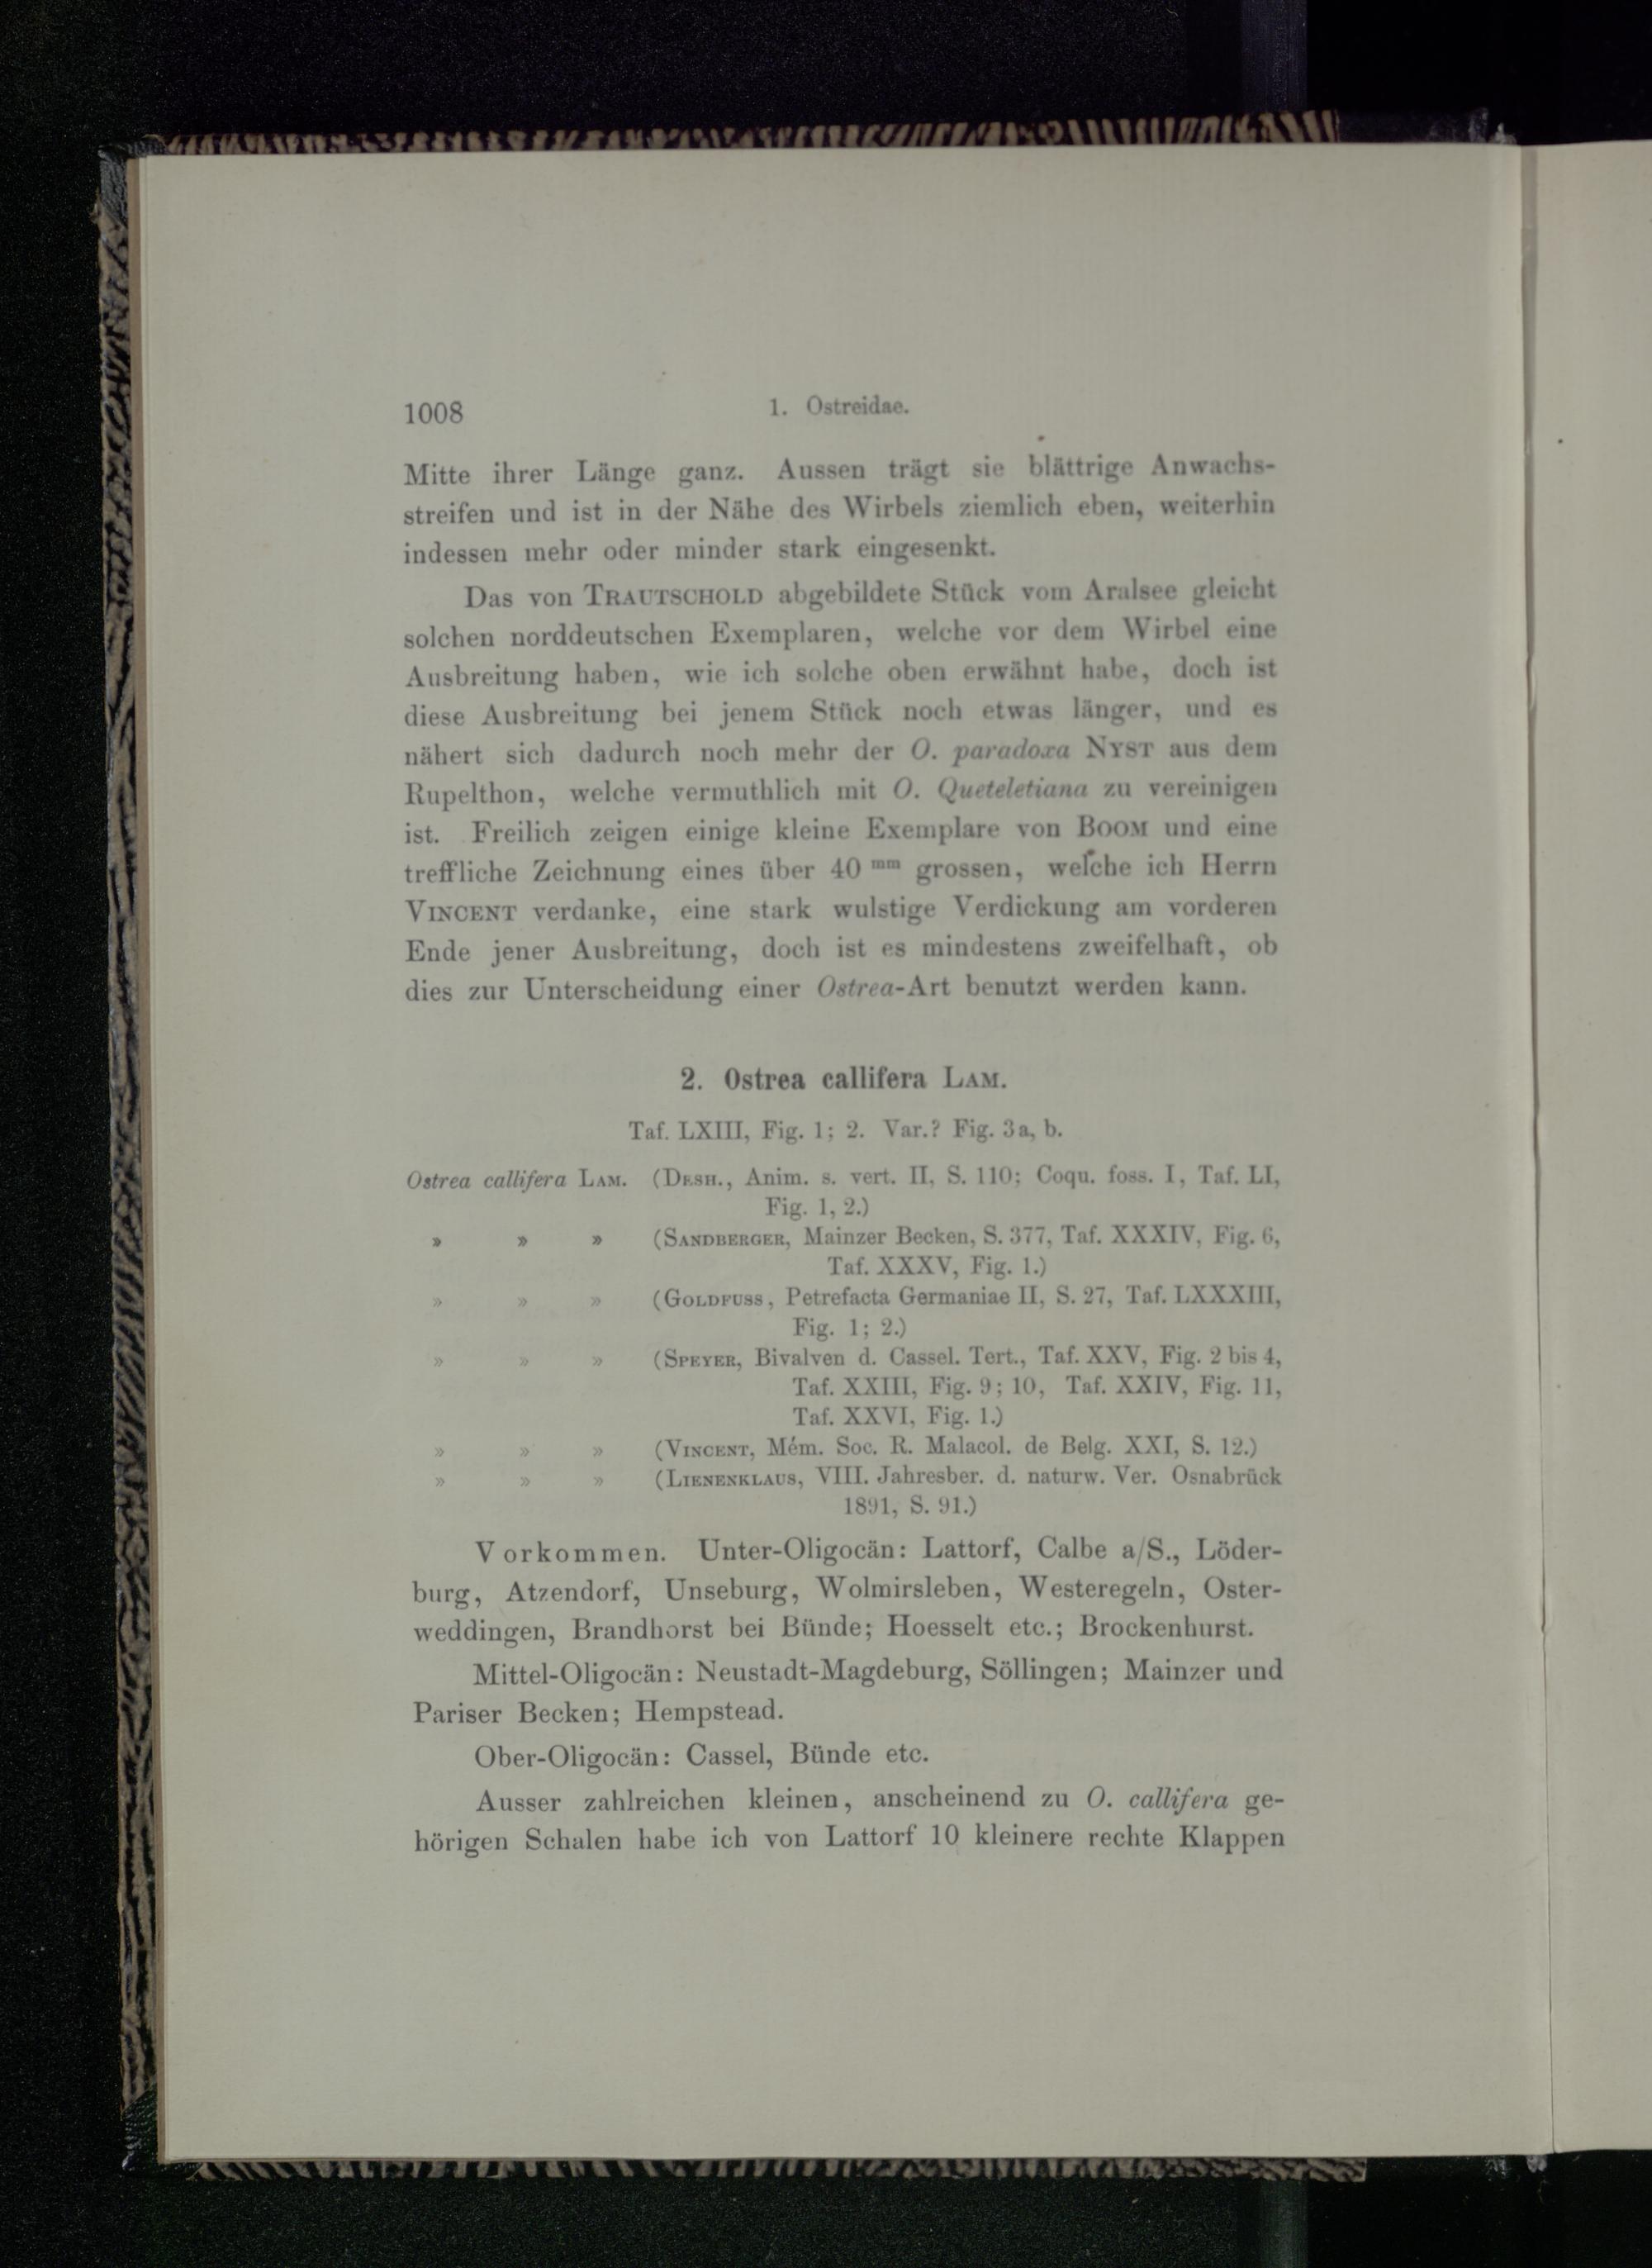 1008 1. Ostreidae.
Mitte ihrer Länge ganz. Aussen trägt sie blättrige Anwachs-
streifen und ist in der Nähe des Wirbels ziemlich eben, weiterhin
indessen mehr oder minder stark eingesenkt.
Das von TRAUTSCHOLD abgebildete Stück vom Aralsee gleicht
solchen norddeutschen Exemplaren, welche vor dem Wirbel eine
Ausbreitung haben, wie ich solche oben erwähnt habe, doch ist
diese Ausbreitung bei jenem Stück noch etwas länger, und es
nähert sich dadurch noch mehr der O. paradoxa NYST aus dem
Rupelthon, welche vermuthlich mit O. Queteletiana zu vereinigen
ist. Freilich zeigen einige kleine Exemplare von BOOM und eine
treffliche Zeichnung eines über 40 mm grossen, welche ich Herrn
VINCENT verdanke, eine stark wulstige Verdickung am vorderen
Ende jener Ausbreitung, doch ist es mindestens zweifelhaft, ob
dies zur Unterscheidung einer Ostrea-Art benutzt werden kann.
2. Ostrea callifera LAM.
Taf. LXIII, Fig. 1; 2. Var.? Fig. 3a, b.
Ostrea callifera LAM. (DESH., Anim. s. vert. II, S. 110; Coqu. foss. I, Taf. LI,
Fig. 1, 2.)
» » » (SANDBERGER, Mainzer Becken, S. 377, Taf. XXXIV, Fig. 6,
Taf. XXXV, Fig. 1.)
» » » (GOLDFUSS, Petrefacta Germaniae II, S. 27, Taf. LXXXIII,
Fig. 1; 2.)
» » » (SPEYER, Bivalven d. Cassel. Tert., Taf. XXV, Fig. 2 bis 4,
Taf. XXIII, Fig. 9; 10, Taf. XXIV, Fig. 11,
Taf. XXVI, Fig. 1.)
» » » (VINCENT, Mém. Soc. R. Malacol. de Belg. XXI, S. 12.)
» » » (LIENENKLAUS, VIII. Jahresber. d. naturw. Ver. Osnabrück
1891, S. 91.)
Vorkommen. Unter-Oligocän: Lattorf, Calbe a/S., Löder-
burg, Atzendorf, Unseburg, Wolmirsleben, Westeregeln, Oster-
weddingen, Brandhorst bei Bünde; Hoesselt etc.; Brockenhurst.
Mittel-Oligocän: Neustadt-Magdeburg, Söllingen; Mainzer und
Pariser Becken; Hempstead.
Ober-Oligocän: Cassel, Bünde etc.
Ausser zahlreichen kleinen, anscheinend zu O. callifera ge-
hörigen Schalen habe ich von Lattorf 10 kleinere rechte Klappen